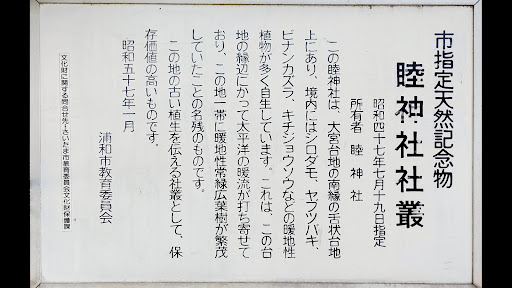 市指定天然記念物
睦神社社叢
昭和四十七年七月十九日指定
所有者 睦神社
この睦神社は、大宮台地の南縁の舌状台地
上にあり、境内にはシロダモ、ヤブツバキ、
ビナンカズラ、キチジョウソウなどの暖地性
植物が多く自生しています。これは、この台
地の縁辺にかつて太平洋の暖流が打ち寄せて
おり、この地一帯に暖地性常緑広葉樹が繁茂
していたことの名残のものです。
この地の古い植生を伝える社叢として、保
存価値の高いものです。
昭和五十七年一月
浦和市教育委員会
文化財に関する問合せ先－さいたま市教育委員会文化財保護課